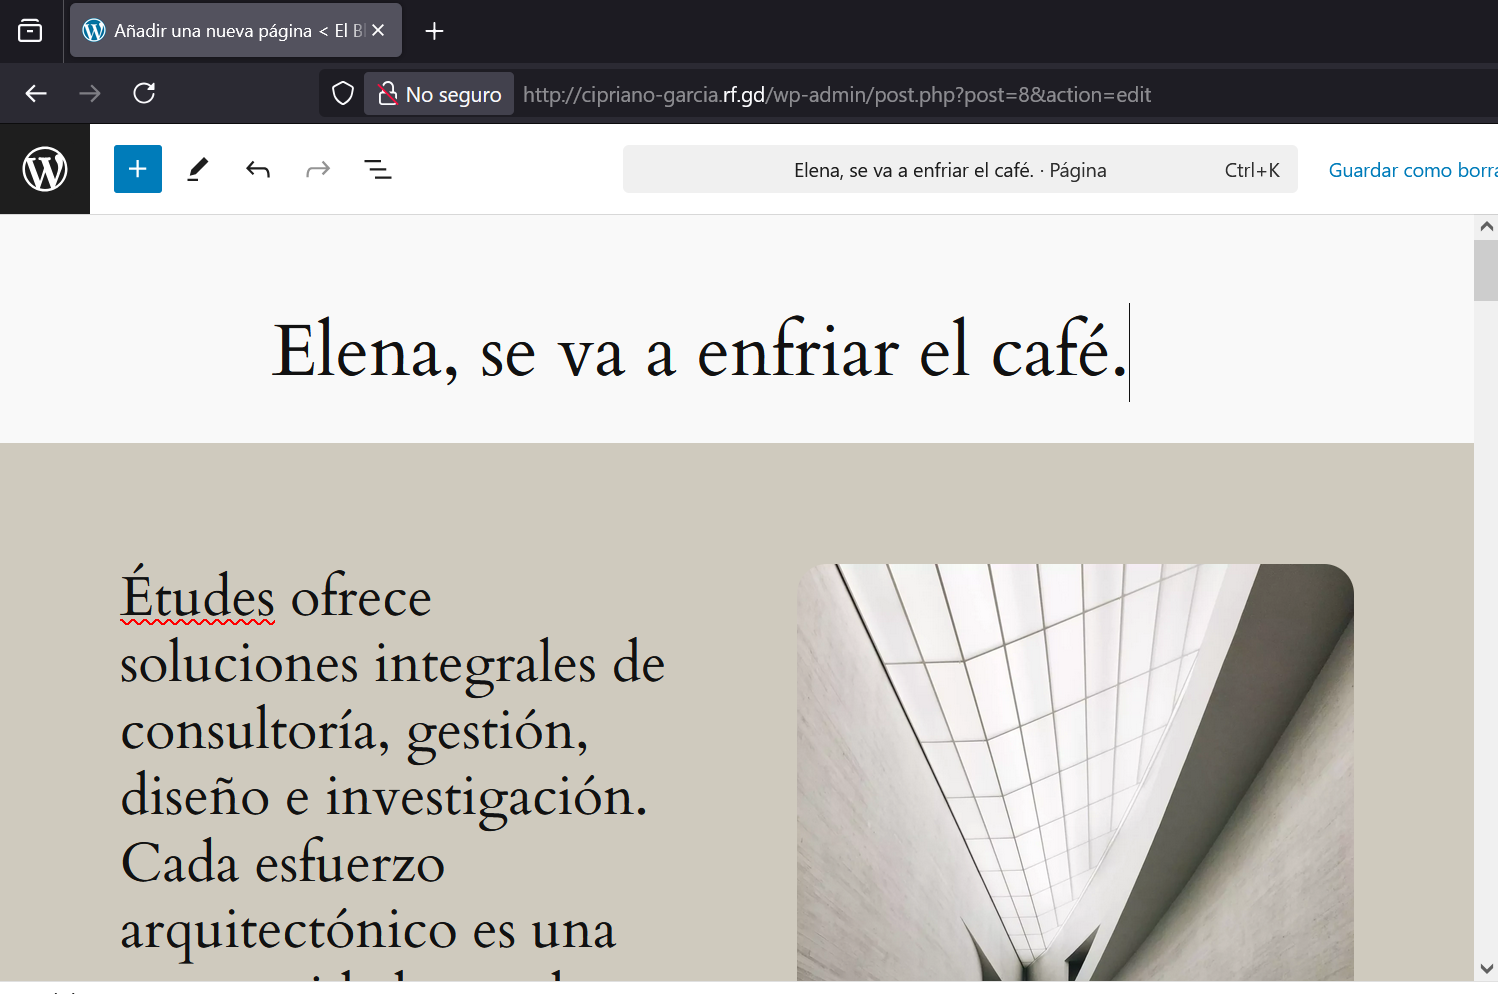 Añadir una nueva página < El B
No seguro
http://cipriano-garcia.rf.gd/wp-admin/post.php?post=8&action=edit
Elena, se va a enfriar el café. · Página
Ctrl+K
Guardar como borra
Elena, se va a enfriar el café.
Études ofrece
soluciones integrales de
consultoría, gestión,
diseño e investigación.
Cada esfuerzo
arquitectónico es una